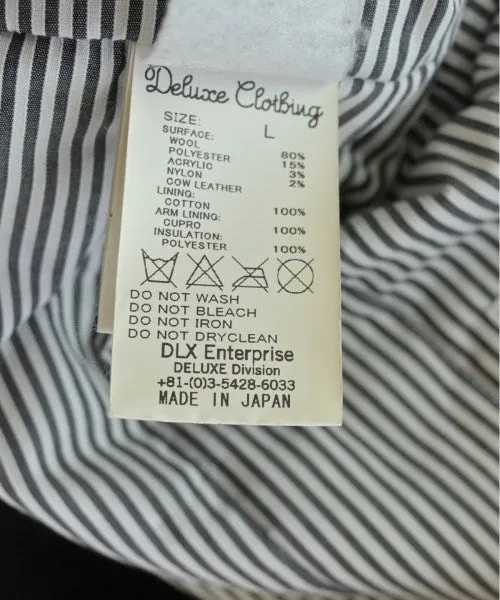 Deluxe Clothing
SIZE: L
SURFACE:
WOOL 80%
POLYESTER 15%
ACRYLIC 3%
NYLON 2%
COW LEATHER
LINING:
COTTON 100%
ARM LINING:
CUPRO 100%
INSULATION:
POLYESTER 100%
DO NOT WASH
DO NOT BLEACH
DO NOT IRON
DO NOT DRYCLEAN
DLX Enterprise
DELUXE Division
+81-(0)3-5428-6033
MADE IN JAPAN